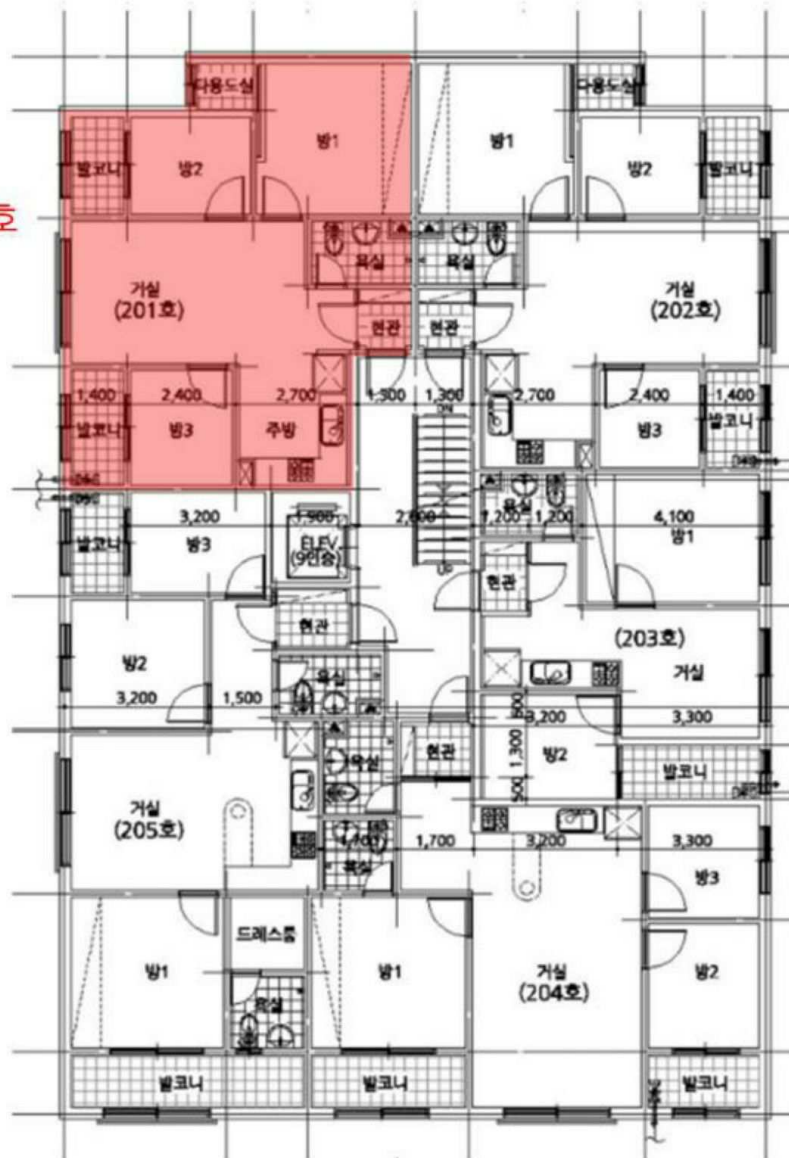 다용도실
다용도실
방1
방1
발코니
방2
방2
발코니
욕실
욕실
거실
(201호)
거실
(202호)
현관
현관
1,400
2,400
2,700
1,300
1,300
2,700
2,400
1,400
DN
발코니
방3
주방
방3
발코니
욕실
3,200
1,900
2,600
1,200
1,200
4,100
발코니
방3
ELEV.
(9인승)
방1
UP
현관
현관
(203호)
방2
욕실
거실
3,200
1,500
600
3,200
3,300
현관
욕실
1,300
방2
발코니
500
거실
(205호)
1,700
1,700
3,200
3,300
욕실
방3
드레스룸
방1
방1
거실
(204호)
방2
욕실
발코니
발코니
발코니